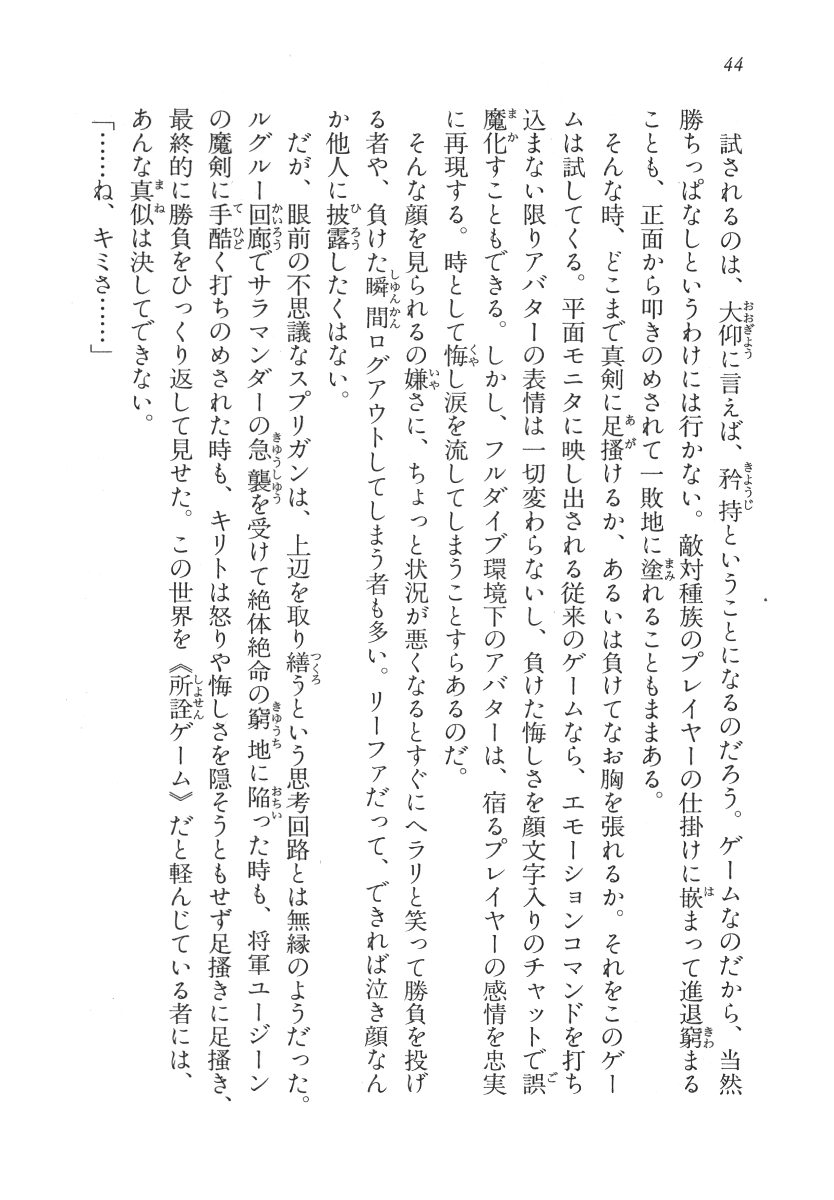 44
試されるのは、大仰に言えば、矜持ということになるのだろう。ゲームなのだから、当然
勝ちっぱなしというわけには行かない。敵対種族のプレイヤーの仕掛けに嵌まって進退窮まる
ことも、正面から叩きのめされて一敗地に塗れることもままある。
そんな時、どこまで真剣に足掻けるか、あるいは負けてなお胸を張れるか。それをこのゲー
ムは試してくる。平面モニタに映し出される従来のゲームなら、エモーションコマンドを打ち
込まない限りアバターの表情は一切変わらないし、負けた悔しさを顔文字入りのチャットで誤
魔化すこともできる。しかし、フルダイブ環境下のアバターは、宿るプレイヤーの感情を忠実
に再現する。時として悔し涙を流してしまうことすらあるのだ。
そんな顔を見られるの嫌さに、ちょっと状況が悪くなるとすぐにヘラリと笑って勝負を投げ
る者や、負けた瞬間ログアウトしてしまう者も多い。リーファだって、できれば泣き顔なん
か他人に披露したくはない。
だが、眼前の不思議なスプリガンは、上辺を取り繕うという思考回路とは無縁のようだった。
ルグルー回廊でサラマンダーの急襲を受けて絶体絶命の窮地に陥った時も、将軍ユージーン
の魔剣に手酷く打ちのめされた時も、キリトは怒りや悔しさを隠そうともせず足掻きに足掻き、
最終的に勝負をひっくり返して見せた。この世界を《所詮ゲーム》だと軽んじている者には、
あんな真似は決してできない。
「……ね、キミさ……」